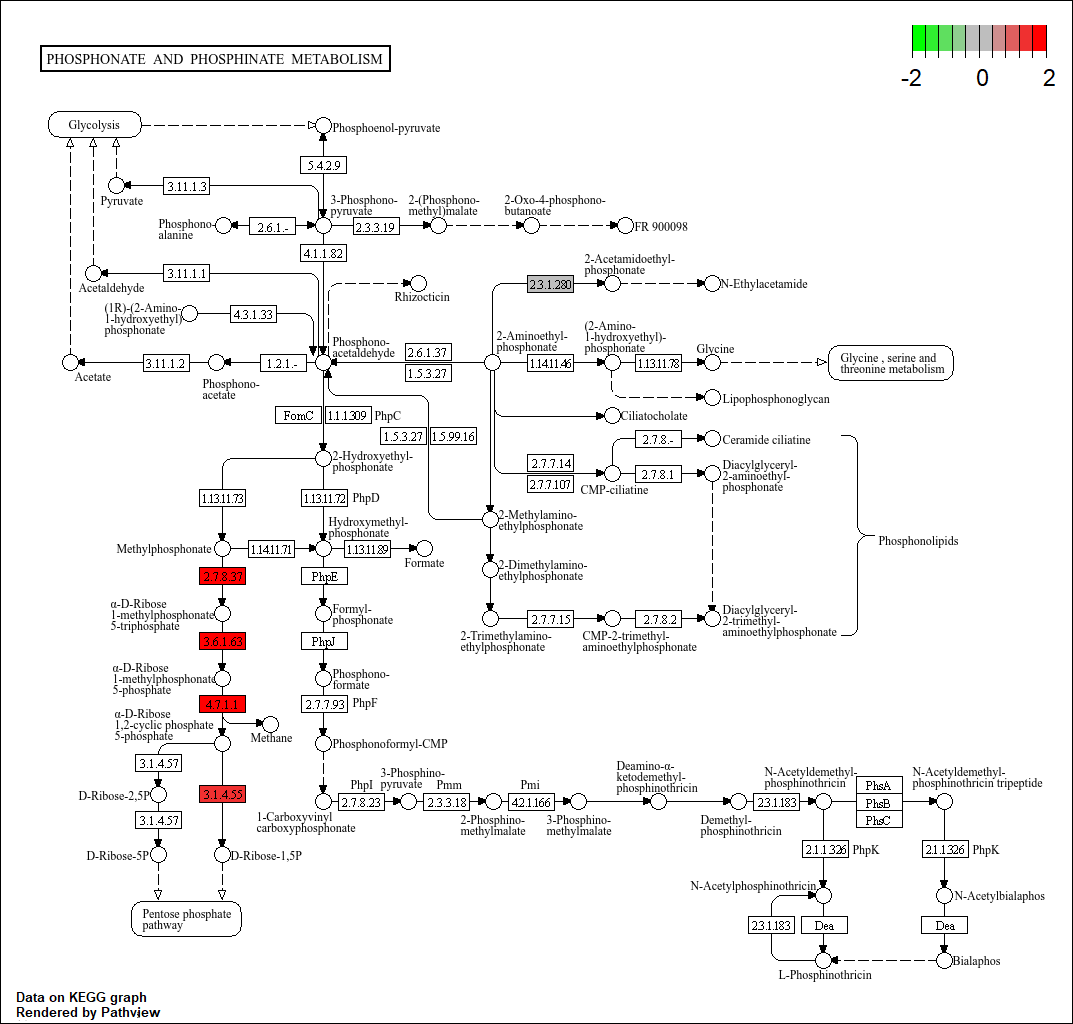 PHOSPHONATE AND PHOSPHINATE METABOLISM
-2
0
2
Glycolysis
Phosphoenol-pyruvate
5.4.2.9
3.11.1.3
Pyruvate
3-Phosphono-
pyruvate
2-(Phosphono-
methyl)malate
2-Oxo-4-phosphono-
butanoate
Phosphono
alanine
2.6.1.-
2.3.3.19
FR 900098
4.1.1.82
3.11.1.1
Acetaldehyde
Rhizocticin
2-Acetamidoethyl-
phosphonate
2.3.1.280
N-Ethylacetamide
(1R)-(2-Amino-
1-hydroxyethyl)
phosphonate
4.3.1.33
Phosphono-
acetaldehyde
2.6.1.37
1.5.3.27
2-Aminoethyl-
phosphonate
1.14.11.46
(2-Amino-
1-hydroxyethyl)-
phosphonate
1.13.11.78
Glycine
Glycine , serine and
threonine metabolism
3.11.1.2
Acetate
1.2.1.-
Phosphono-
acetate
Lipophosphonoglycan
FomC
1.1.1309
PhpC
Ciliatocholate
1.5.3.27
1.5.99.16
2.7.8.-
Ceramide ciliatine
2-Hydroxyethyl-
phosphonate
2.7.7.14
2.7.7.107
CMP-ciliatine
2.7.8.1
Diacylglyceryl-
2-aminoethyl-
phosphonate
1.13.11.73
1.13.11.72
PhpD
2-Methylamino-
ethylphosphonate
Hydroxymethyl-
phosphonate
Phosphonolipids
Methylphosphonate
1.14.11.71
1.13.11.89
Formate
2.7.8.37
PhpE
2-Dimethylamino-
ethylphosphonate
α-D-Ribose
1-methylphosphonate
5-triphosphate
Formyl-
phosphonate
2.7.7.15
2.7.8.2
Diacylglyceryl-
2-trimethyl-
aminoethylphosphonate
2-Trimethylamino-
ethylphosphonate
CMP-2-trimethyl-
aminoethylphosphonate
3.6.1.63
PhpJ
α-D-Ribose
1-methylphosphonate
5-phosphate
Phosphono-
formate
4.7.1.1
2.7.7.93
PhpF
α-D-Ribose
1,2-cyclic phosphate
5-phosphate
Methane
Phosphonoformyl-CMP
3.1.4.57
D-Ribose-2,5P
3.1.4.55
3.1.4.57
D-Ribose-5P
D-Ribose-1,5P
Pentose phosphate
pathway
1-Carboxyvinyl
carboxyphosphonate
PhpI
2.7.8.23
3-Phosphino-
pyruvate
Pmm
2.3.3.18
2-Phosphino-
methylmalate
Pmi
4.2.1.166
3-Phosphino-
methylmalate
Deamino-α-
ketodemethyl-
phosphinothricin
Demethyl-
phosphinothricin
2.3.1.183
N-Acetyldemethyl-
phosphinothricin
PhsA
PhsB
PhsC
N-Acetyldemethyl-
phosphinothricin tripeptide
2.1.1.326
PhpK
2.1.1.326
PhpK
N-Acetylphosphinothricin
N-Acetylbialaphos
2.3.1.183
Dea
Dea
L-Phosphinothricin
Bialaphos
Data on KEGG graph
Rendered by Pathview